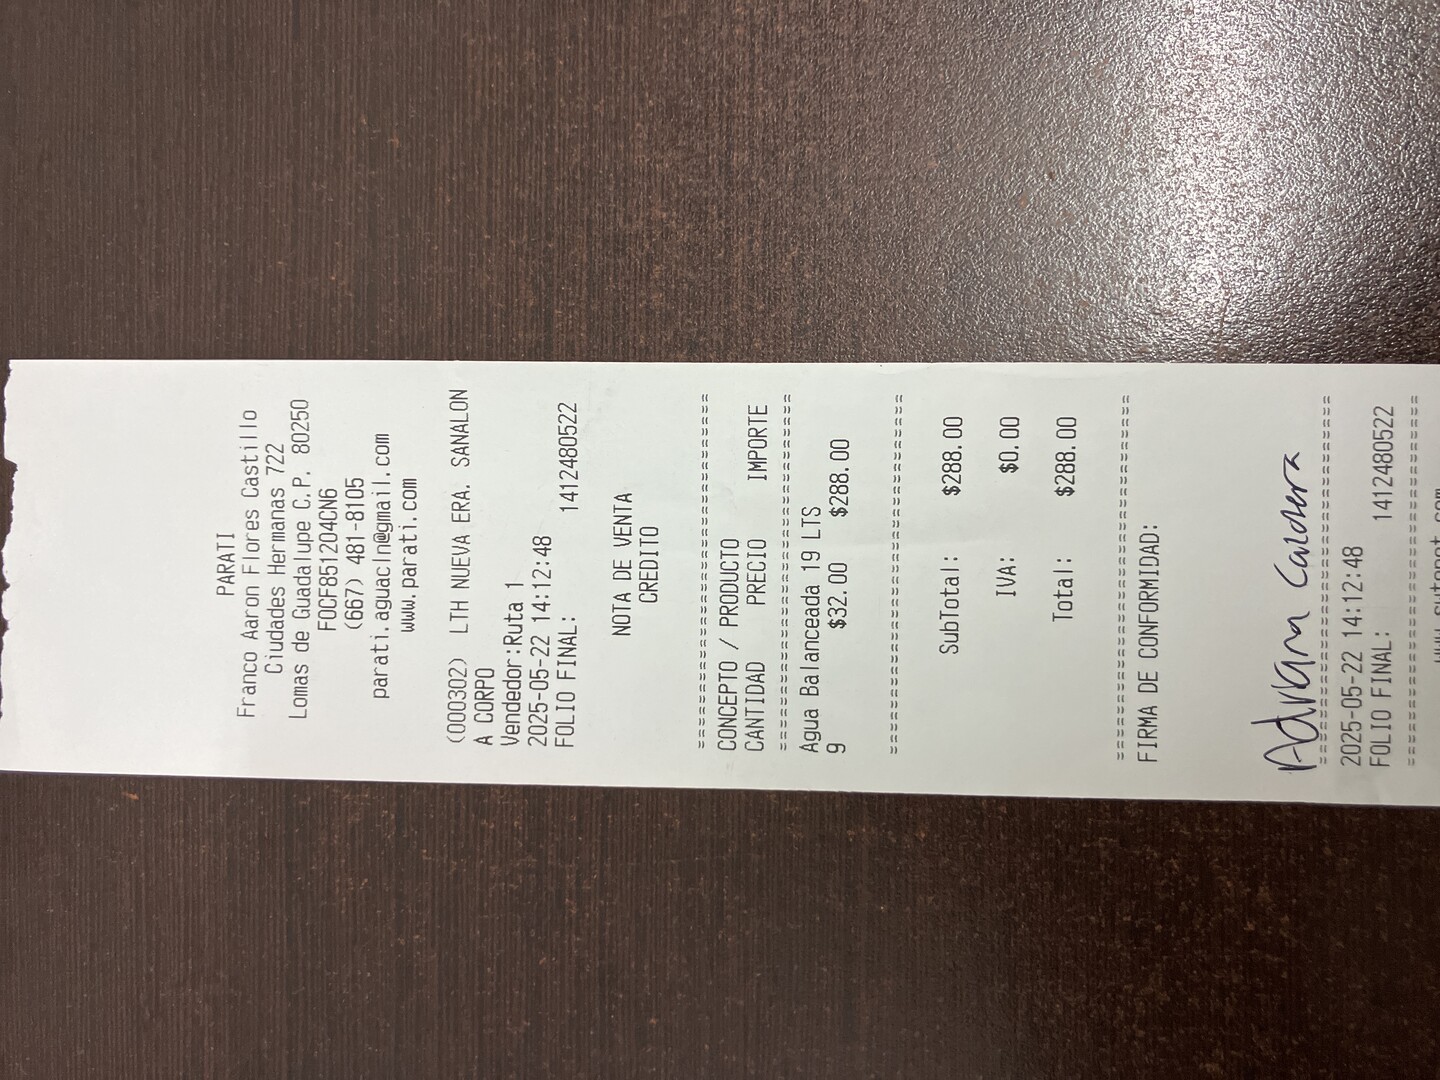 PARATI
Franco Aaron Flores Castillo
Ciudades Hermanas 722
Lomas de Guadalupe C.P. 80250
FOCF851204CN6
(667) 481-8105
parati.aguacln@gmail.com
www.parati.com
(000302) LTH NUEVA ERA. SANALON
A CORPO
Vendedor:Ruta 1
2025-05-22 14:12:48
FOLIO FINAL: 1412480522
NOTA DE VENTA
CREDITO
================================
CONCEPTO / PRODUCTO
CANTIDAD PRECIO IMPORTE
================================
Agua Balanceada 19 LTS
9 $32.00 $288.00
================================
SubTotal: $288.00
IVA: $0.00
Total: $288.00
================================
FIRMA DE CONFORMIDAD:
Adriana Caldera
================================
2025-05-22 14:12:48
FOLIO FINAL: 1412480522
================================